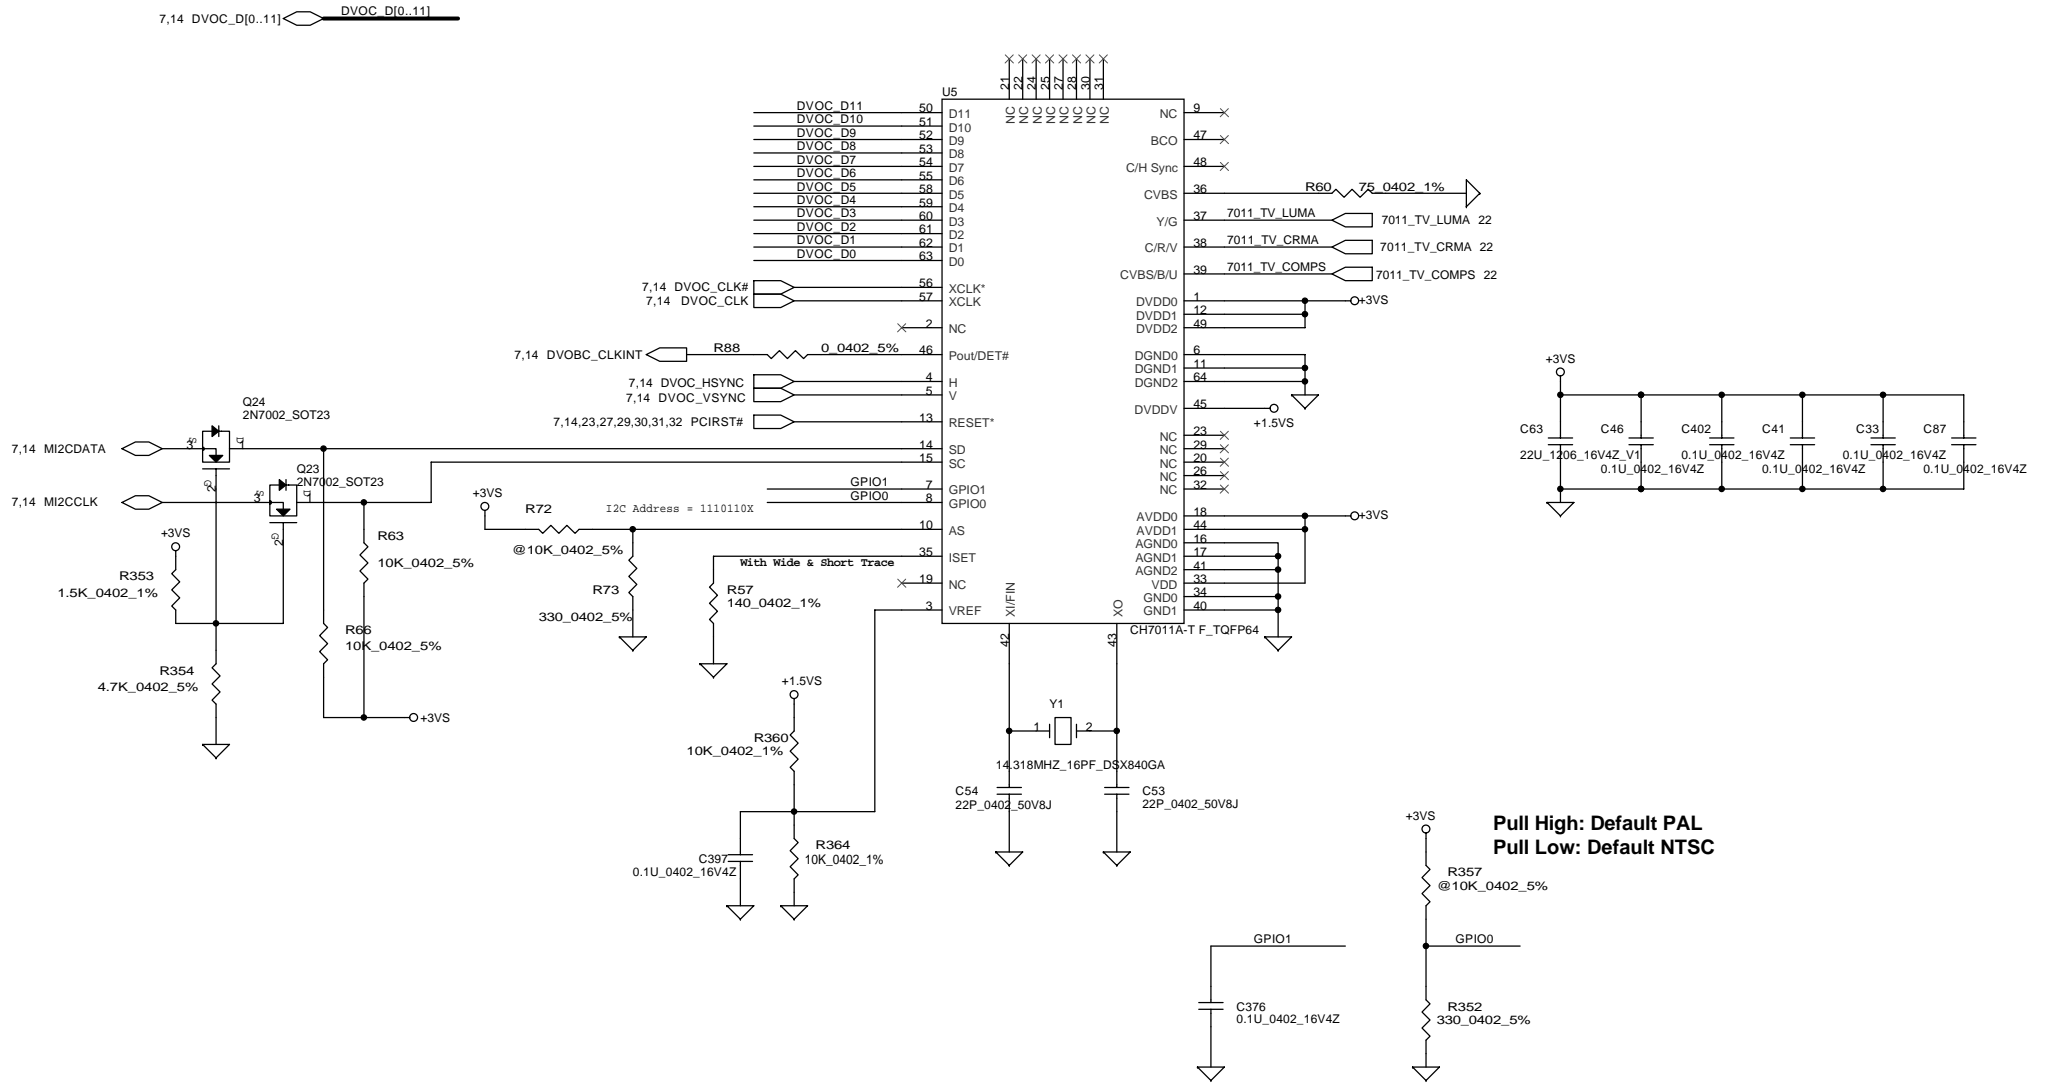 7,14 DVOC_D[0..11]
DVOC_D[0..11]
U5
21
22
24
25
27
28
30
31
NC
NC
NC
NC
NC
NC
NC
NC
DVOC_D11 50 D11
DVOC_D10 51 D10
DVOC_D9 52 D9
DVOC_D8 53 D8
DVOC_D7 54 D7
DVOC_D6 55 D6
DVOC_D5 58 D5
DVOC_D4 59 D4
DVOC_D3 60 D3
DVOC_D2 61 D2
DVOC_D1 62 D1
DVOC_D0 63 D0
7,14 DVOC_CLK# 56 XCLK*
7,14 DVOC_CLK 57 XCLK
2 NC
7,14 DVOBC_CLKINT R88 0_0402_5% 46 Pout/DET#
7,14 DVOC_HSYNC 4 H
7,14 DVOC_VSYNC 5 V
7,14,23,27,29,30,31,32 PCIRST# 13 RESET*
14 SD
15 SC
GPIO1 7 GPIO1
GPIO0 8 GPIO0
10 AS
35 ISET
19 NC
3 VREF
NC 9
BCO 47
C/H Sync 48
CVBS 36 R60 75_0402_1%
Y/G 37 7011_TV_LUMA 7011_TV_LUMA 22
C/R/V 38 7011_TV_CRMA 7011_TV_CRMA 22
CVBS/B/U 39 7011_TV_COMPS 7011_TV_COMPS 22
DVDD0 1 +3VS
DVDD1 12
DVDD2 49
DGND0 6
DGND1 11
DGND2 64
DVDDV 45
+1.5VS
NC 23
NC 29
NC 20
NC 26
NC 32
AVDD0 18 +3VS
AVDD1 44
AGND0 16
AGND1 17
AGND2 41
VDD 33
GND0 34
GND1 40
XI/FIN
XO
42
43
CH7011A-T F_TQFP64
Q24
2N7002_SOT23
7,14 MI2CDATA
3
S
D
1
G
2
Q23
2N7002_SOT23
7,14 MI2CCLK
3
S
D
1
G
2
+3VS
R353
1.5K_0402_1%
R354
4.7K_0402_5%
R63
10K_0402_5%
R66
10K_0402_5%
+3VS
+3VS
R72
@10K_0402_5%
I2C Address = 1110110X
R73
330_0402_5%
With Wide & Short Trace
R57
140_0402_1%
+1.5VS
R360
10K_0402_1%
R364
10K_0402_1%
C397
0.1U_0402_16V4Z
Y1
1 2
14.318MHZ_16PF_DSX840GA
C54
22P_0402_50V8J
C53
22P_0402_50V8J
+3VS
C63
22U_1206_16V4Z_V1
C46
0.1U_0402_16V4Z
C402
0.1U_0402_16V4Z
C41
0.1U_0402_16V4Z
C33
0.1U_0402_16V4Z
C87
0.1U_0402_16V4Z
+3VS
Pull High: Default PAL
Pull Low: Default NTSC
R357
@10K_0402_5%
GPIO1
GPIO0
C376
0.1U_0402_16V4Z
R352
330_0402_5%